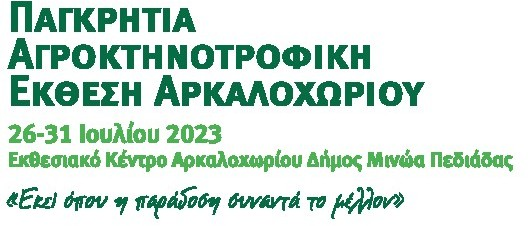 ΠΑΓΚΡΗΤΙΑ
ΑΓΡΟΚΤΗΝΟΤΡΟΦΙΚΗ
ΕΚΘΕΣΗ ΑΡΚΑΛΟΧΩΡΙΟΥ
26-31 Ιουλίου 2023
Εκθεσιακό Κέντρο Αρκαλοχωρίου Δήμος Μινώα Πεδιάδας
«Εκεί όπου η παράδοση συναντά το μέλλον»